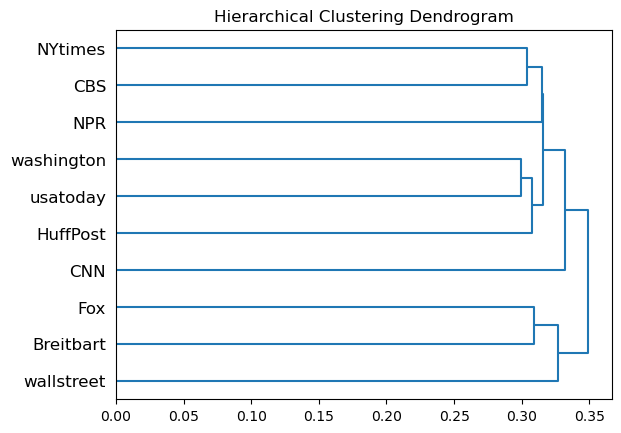 Hierarchical Clustering Dendrogram
NYtimes
CBS
NPR
washington
usatoday
HuffPost
CNN
Fox
Breitbart
wallstreet
0.00 0.05 0.10 0.15 0.20 0.25 0.30 0.35